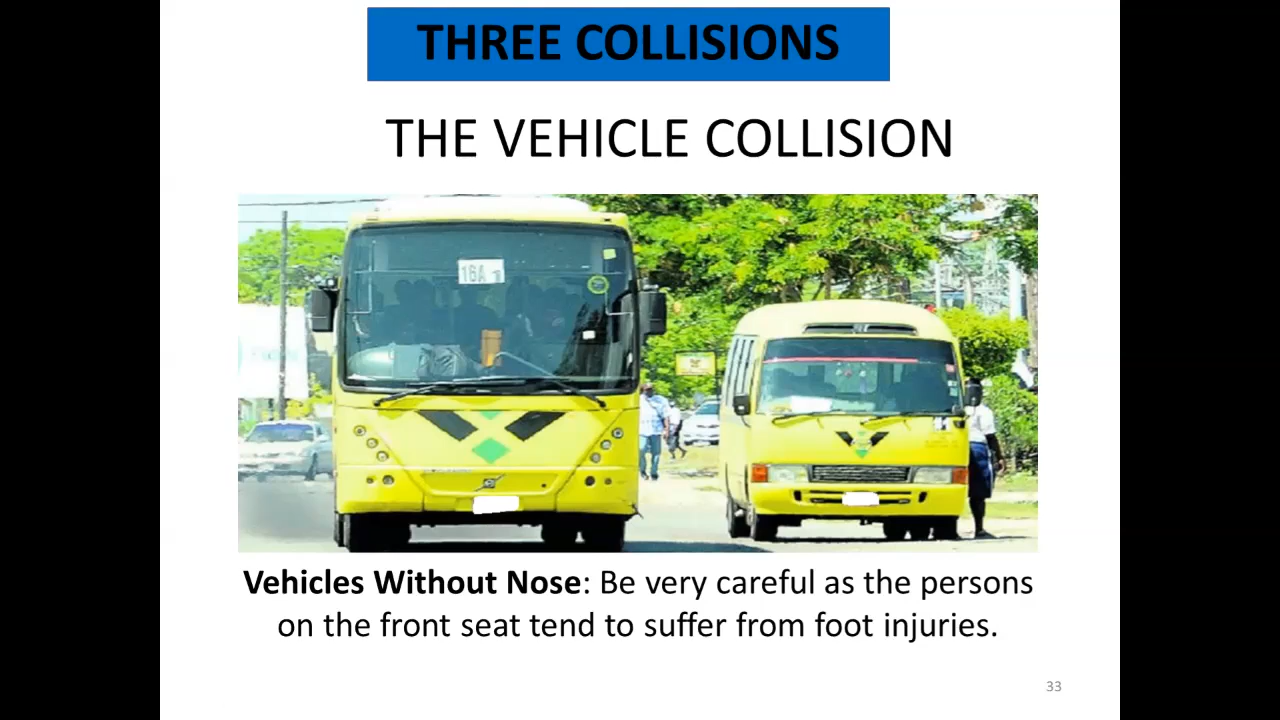 THREE COLLISIONS
THE VEHICLE COLLISION
16A
Vehicles Without Nose: Be very careful as the persons
on the front seat tend to suffer from foot injuries.
33